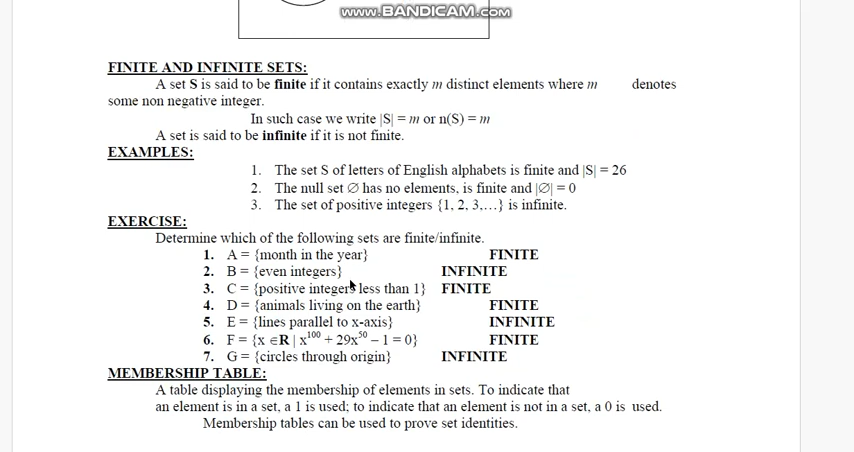 www.BANDICAM.com
FINITE AND INFINITE SETS:
A set S is said to be finite if it contains exactly m distinct elements where m denotes
some non negative integer.
In such case we write |S| = m or n(S) = m
A set is said to be infinite if it is not finite.
EXAMPLES:
1. The set S of letters of English alphabets is finite and |S| = 26
2. The null set ∅ has no elements, is finite and |∅| = 0
3. The set of positive integers {1, 2, 3,…} is infinite.
EXERCISE:
Determine which of the following sets are finite/infinite.
1. A = {month in the year} FINITE
2. B = {even integers} INFINITE
3. C = {positive integers less than 1} FINITE
4. D = {animals living on the earth} FINITE
5. E = {lines parallel to x-axis} INFINITE
6. F = {x ∈R | x¹⁰⁰ + 29x⁵⁰ – 1 = 0} FINITE
7. G = {circles through origin} INFINITE
MEMBERSHIP TABLE:
A table displaying the membership of elements in sets. To indicate that
an element is in a set, a 1 is used; to indicate that an element is not in a set, a 0 is used.
Membership tables can be used to prove set identities.